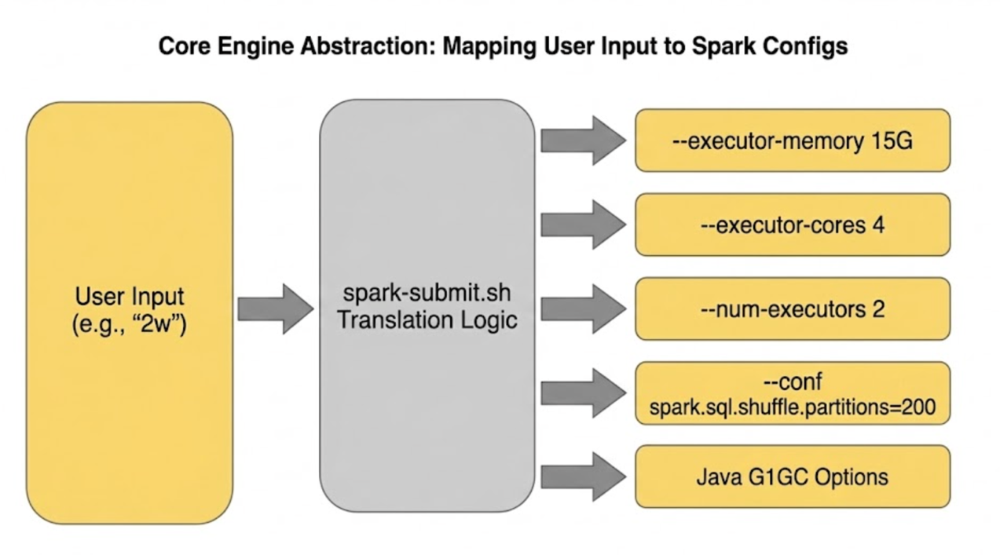 Core Engine Abstraction: Mapping User Input to Spark Configs
User Input
(e.g., “2w”)
spark-submit.sh
Translation Logic
--executor-memory 15G
--executor-cores 4
--num-executors 2
--conf
spark.sql.shuffle.partitions=200
Java G1GC Options